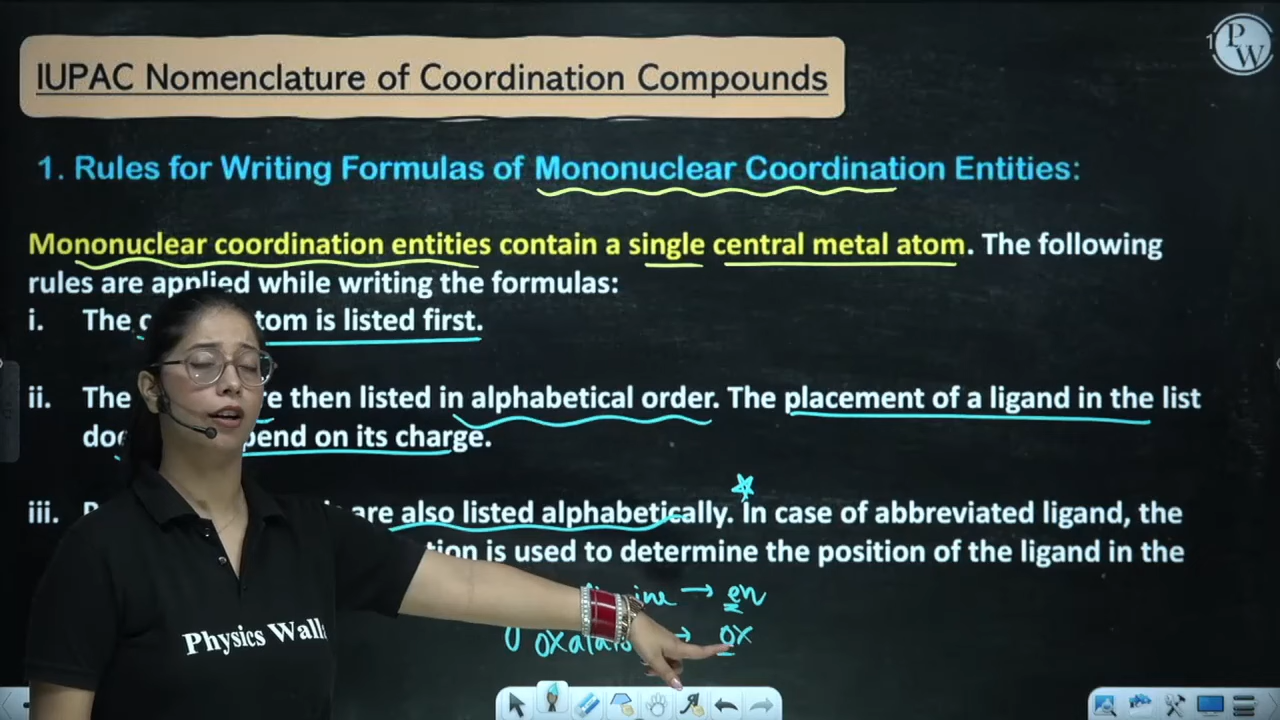 IUPAC Nomenclature of Coordination Compounds
PW
1. Rules for Writing Formulas of Mononuclear Coordination Entities:
Mononuclear coordination entities contain a single central metal atom. The following
rules are applied while writing the formulas:
i. The tom is listed first.
ii. The then listed in alphabetical order. The placement of a ligand in the list
pend on its charge.
iii. are also listed alphabetically. In case of abbreviated ligand, the
tion is used to determine the position of the ligand in the
→ en
→ ox
Physics Walla